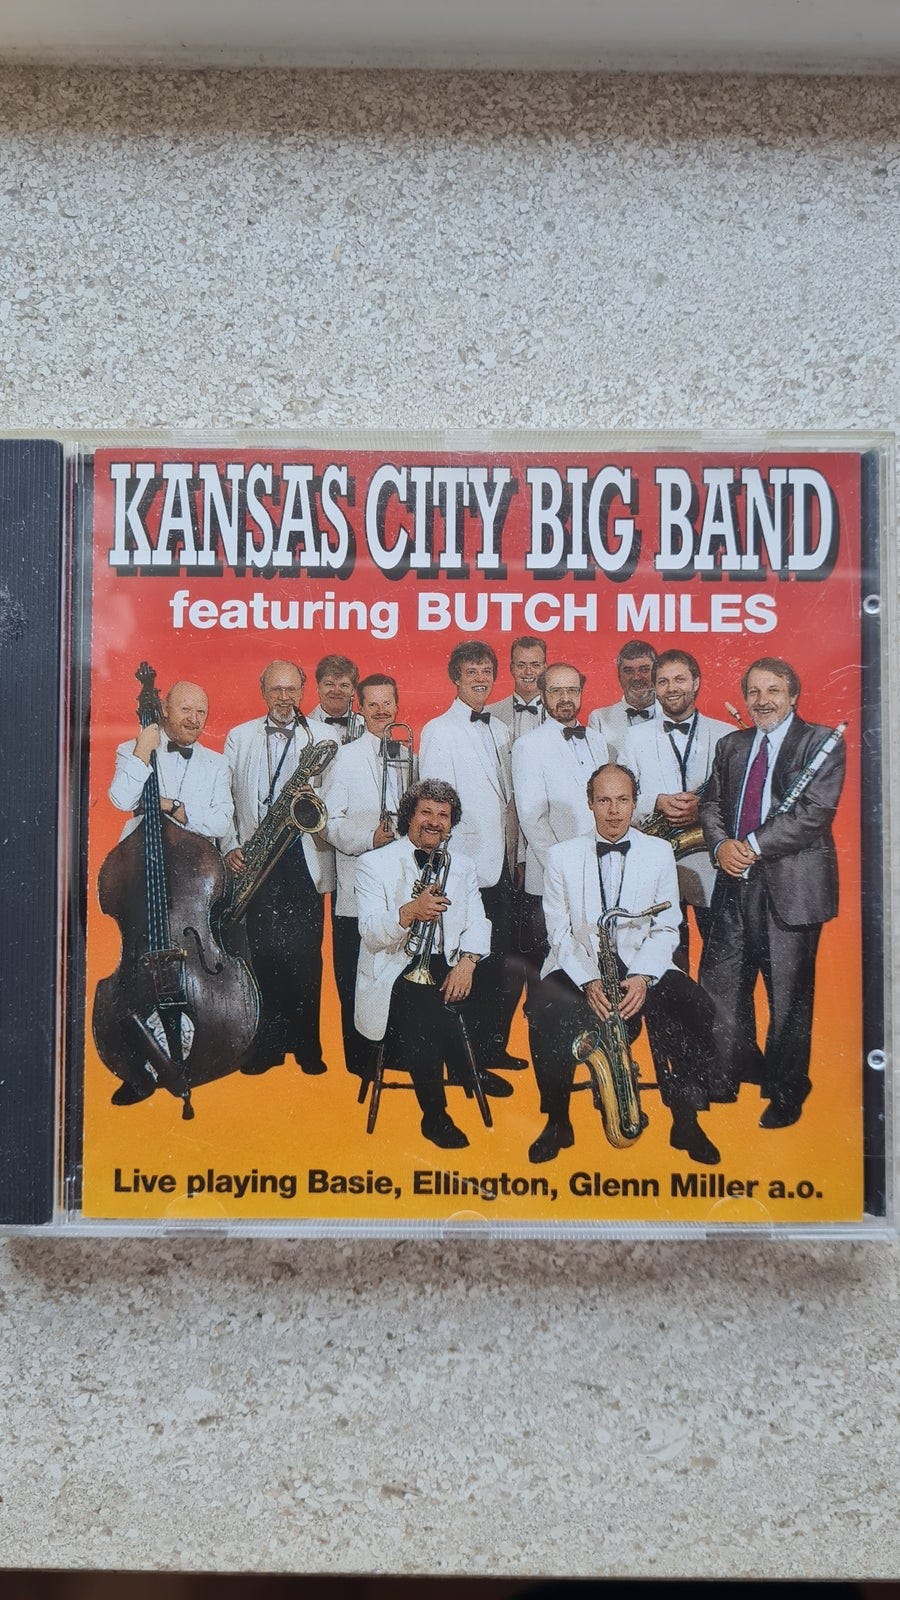 KANSAS CITY BIG BAND
featuring BUTCH MILES
Live playing Basie, Ellington, Glenn Miller a.o.